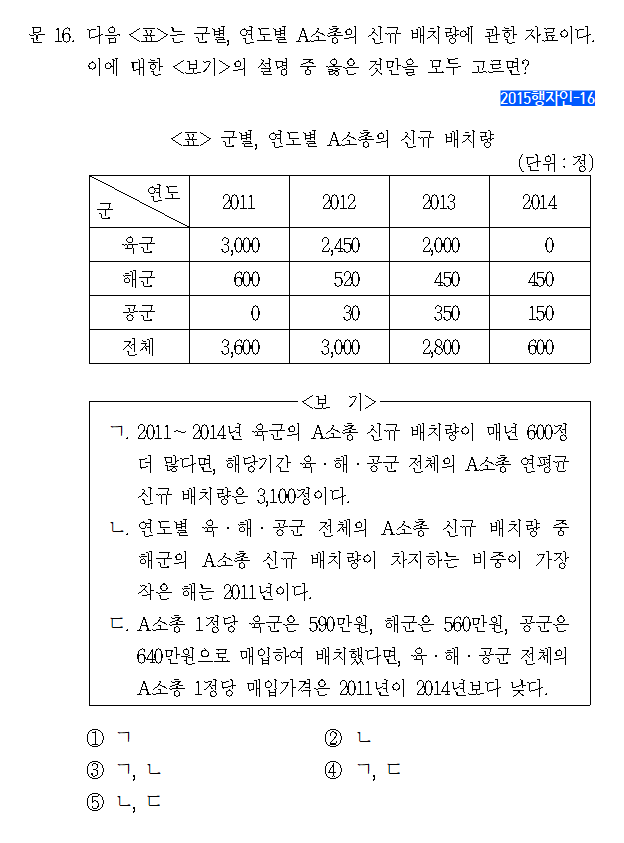 문 16. 다음 <표>는 군별, 연도별 A소총의 신규 배치량에 관한 자료이다.
이에 대한 <보기>의 설명 중 옳은 것만을 모두 고르면?
2015행자인-16
<표> 군별, 연도별 A소총의 신규 배치량
(단위 : 정)
군 연도 2011 2012 2013 2014
육군 3,000 2,450 2,000 0
해군 600 520 450 450
공군 0 30 350 150
전체 3,600 3,000 2,800 600
<보 기>
ㄱ. 2011~2014년 육군의 A소총 신규 배치량이 매년 600정
더 많다면, 해당기간 육·해·공군 전체의 A소총 연평균
신규 배치량은 3,100정이다.
ㄴ. 연도별 육·해·공군 전체의 A소총 신규 배치량 중
해군의 A소총 신규 배치량이 차지하는 비중이 가장
작은 해는 2011년이다.
ㄷ. A소총 1정당 육군은 590만원, 해군은 560만원, 공군은
640만원으로 매입하여 배치했다면, 육·해·공군 전체의
A소총 1정당 매입가격은 2011년이 2014년보다 낮다.
① ㄱ ② ㄴ
③ ㄱ, ㄴ ④ ㄱ, ㄷ
⑤ ㄴ, ㄷ